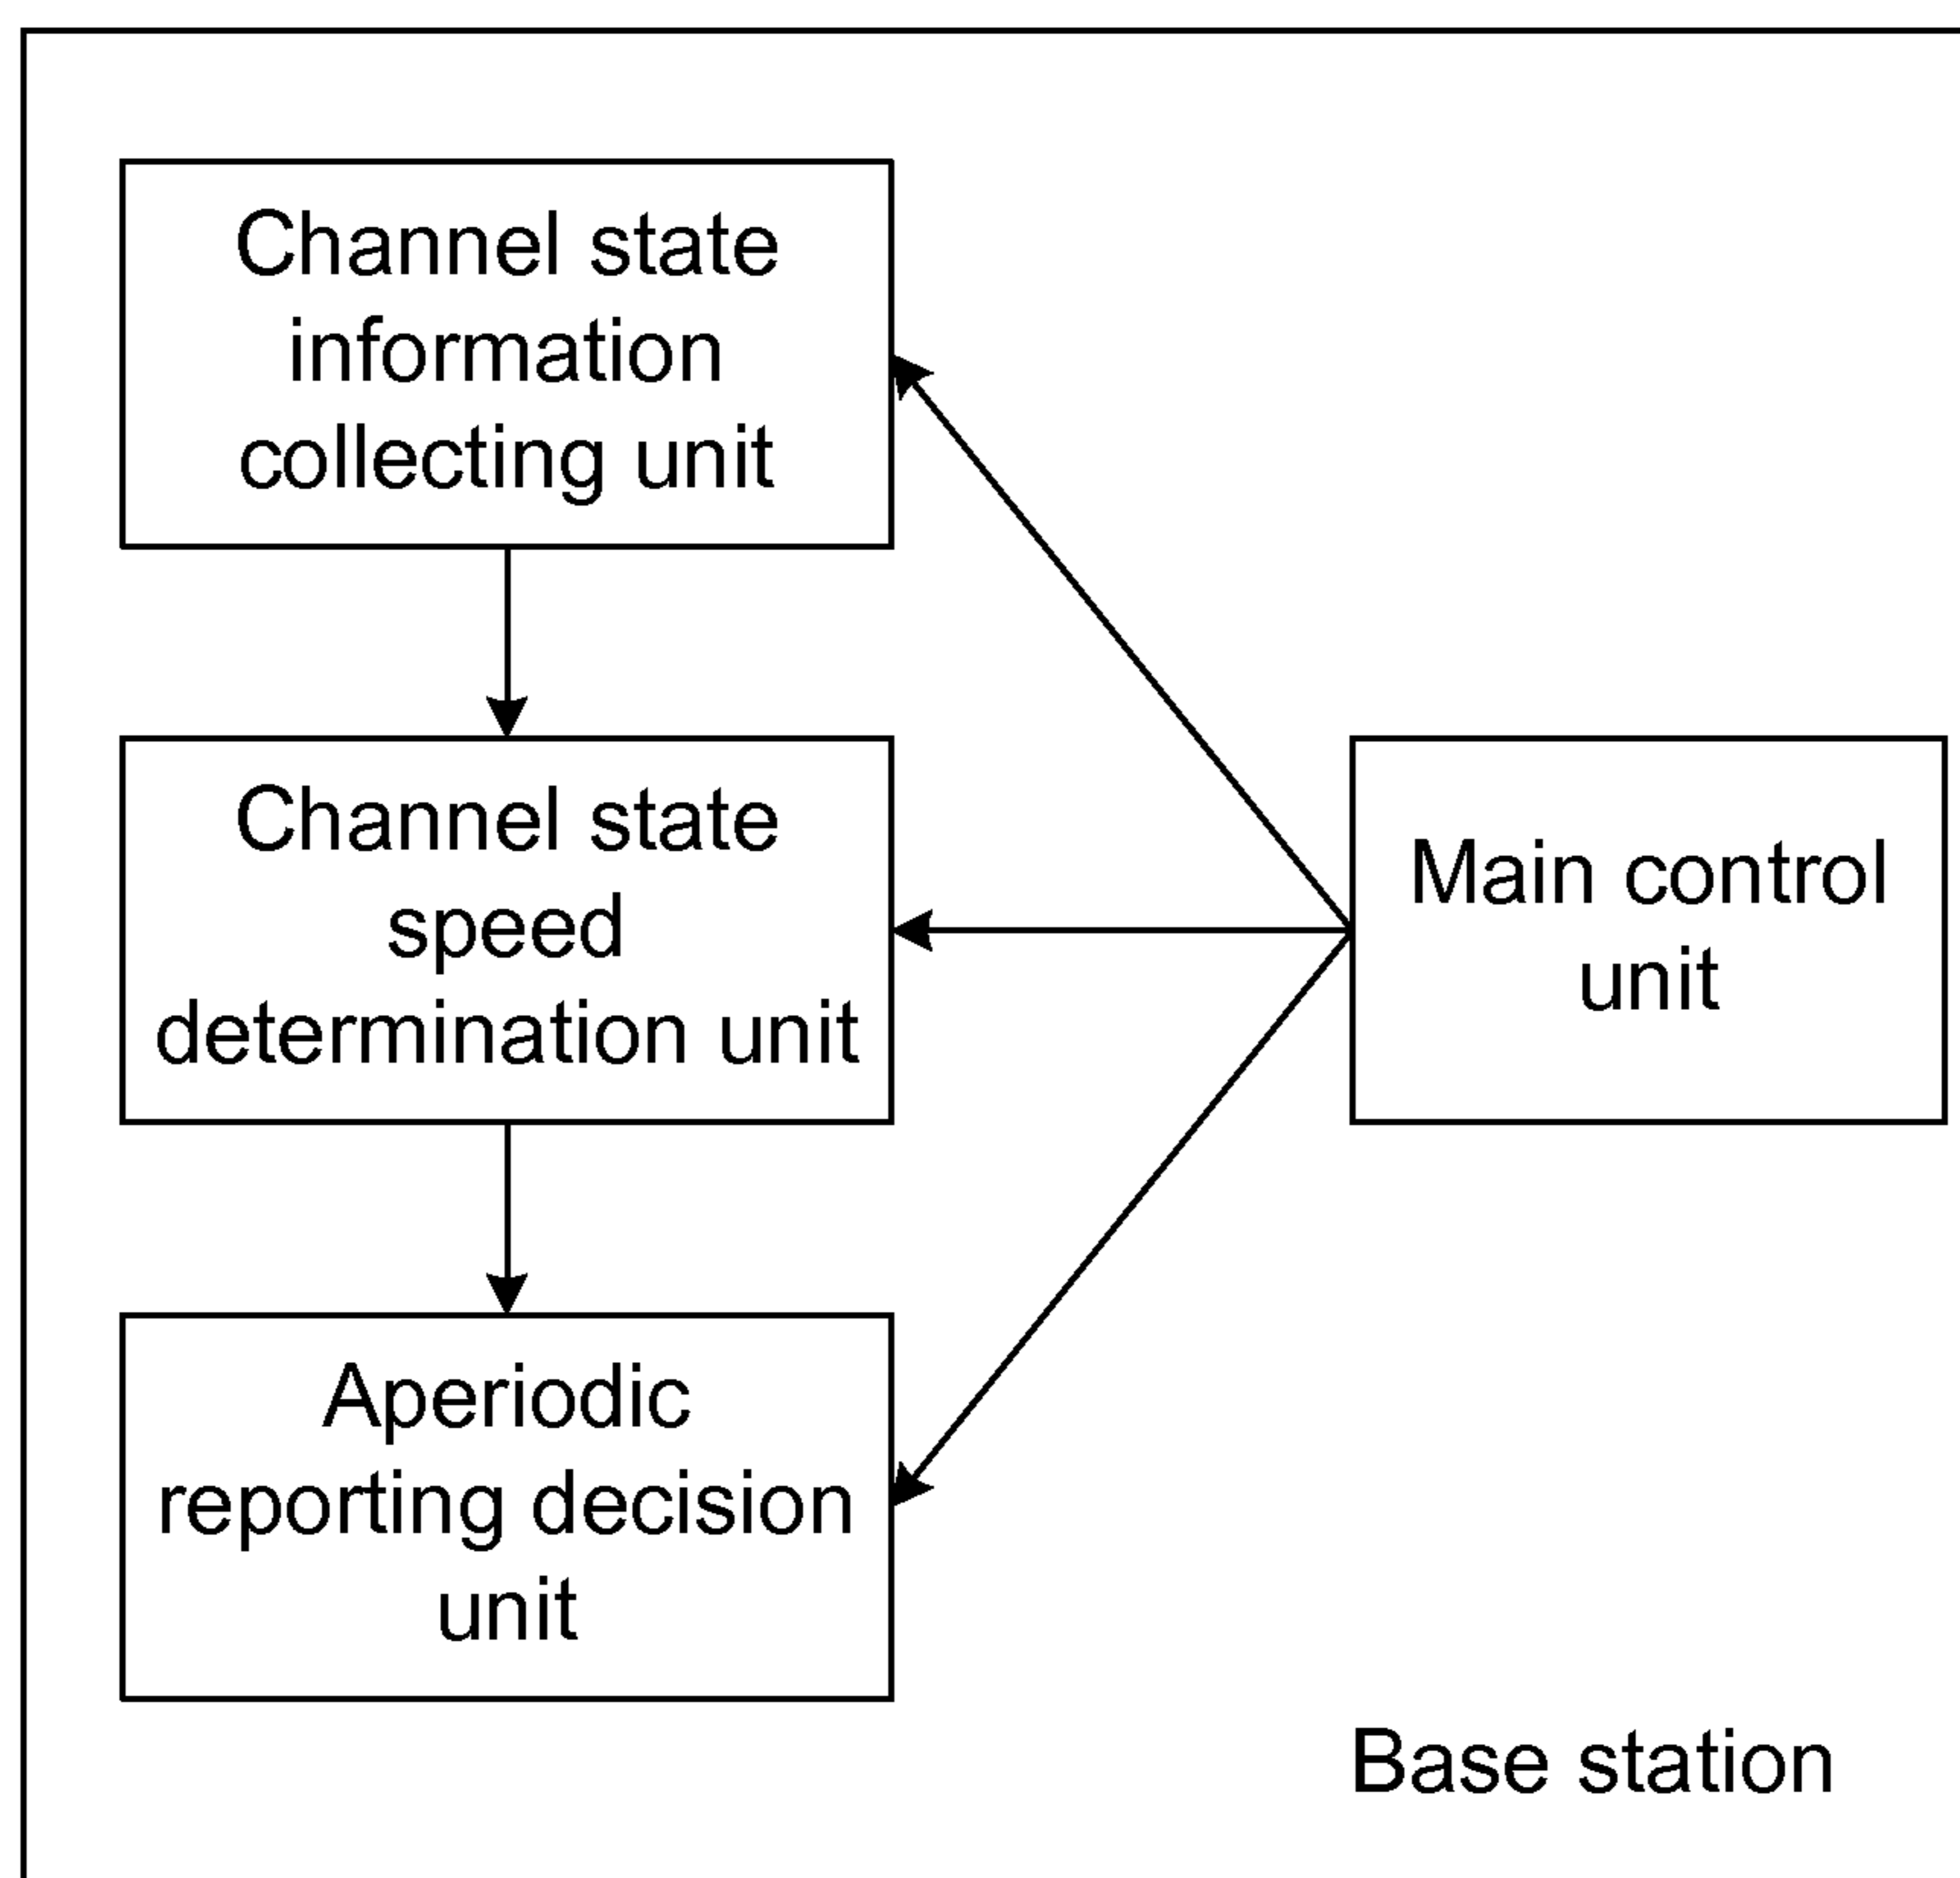 Channel state
information
collecting unit
Channel state
speed
determination unit
Main control
unit
Aperiodic
reporting decision
unit
Base station